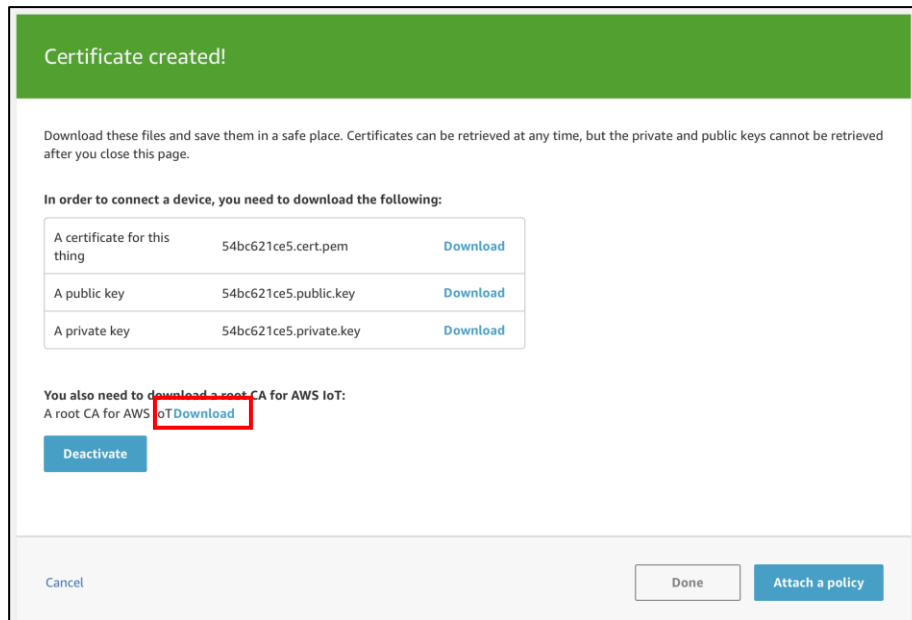 Certificate created!
Download these files and save them in a safe place. Certificates can be retrieved at any time, but the private and public keys cannot be retrieved
after you close this page.
In order to connect a device, you need to download the following:
A certificate for this
thing
54bc621ce5.cert.pem
Download
A public key
54bc621ce5.public.key
Download
A private key
54bc621ce5.private.key
Download
You also need to download a root CA for AWS IoT:
A root CA for AWS IoT Download
Deactivate
Cancel
Done
Attach a policy